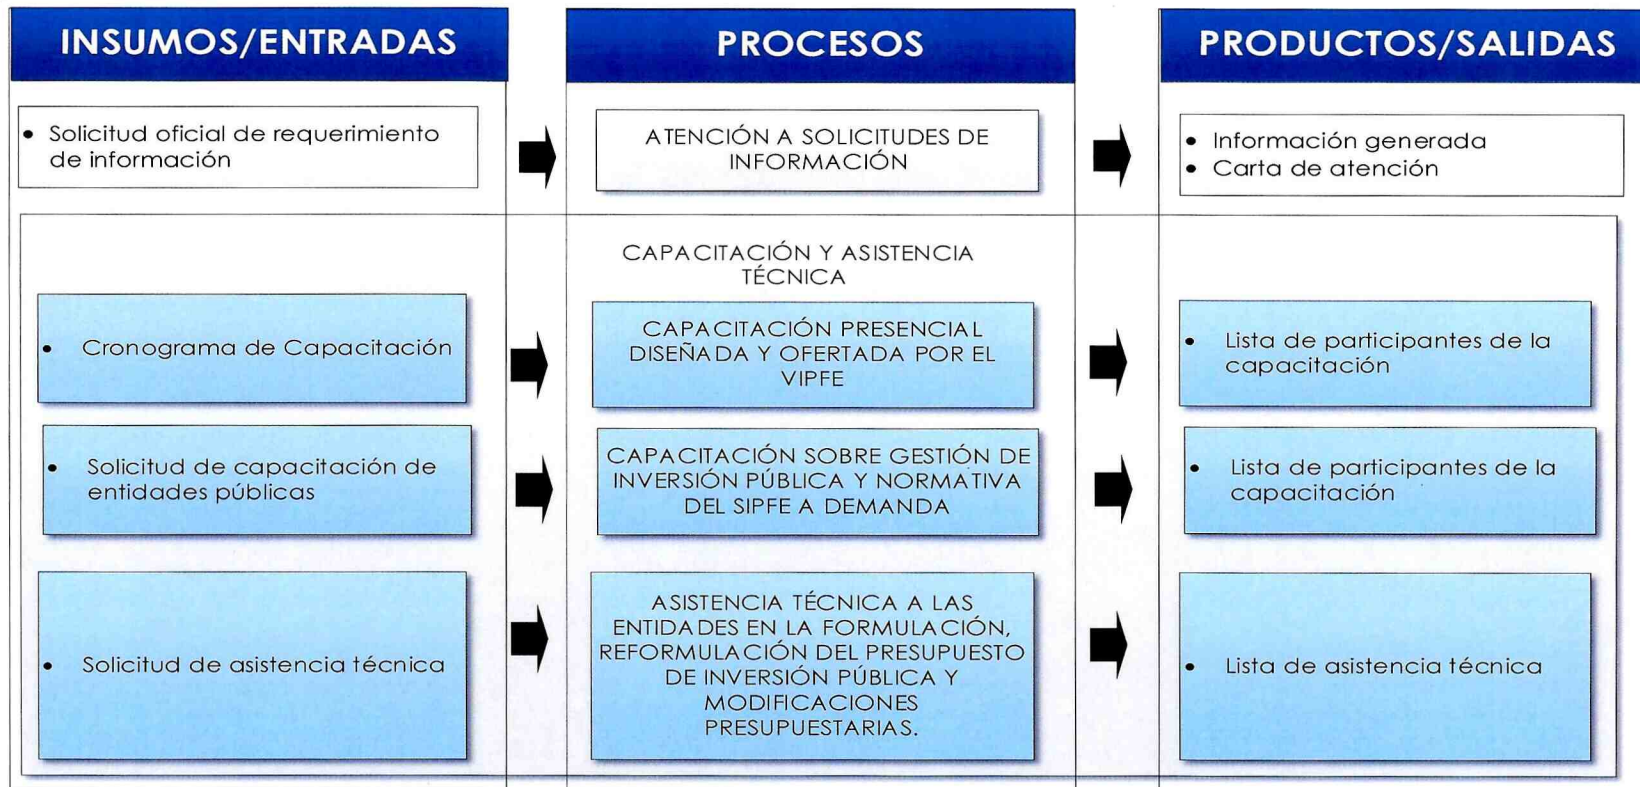 INSUMOS/ENTRADAS
PROCESOS
PRODUCTOS/SALIDAS
• Solicitud oficial de requerimiento
de información
ATENCIÓN A SOLICITUDES DE
INFORMACIÓN
• Información generada
• Carta de atención
CAPACITACIÓN Y ASISTENCIA
TÉCNICA
• Cronograma de Capacitación
CAPACITACIÓN PRESENCIAL
DISEÑADA Y OFERTADA POR EL
VIPFE
• Lista de participantes de la
capacitación
• Solicitud de capacitación de
entidades públicas
CAPACITACIÓN SOBRE GESTIÓN DE
INVERSIÓN PÚBLICA Y NORMATIVA
DEL SIPFE A DEMANDA
• Lista de participantes de la
capacitación
• Solicitud de asistencia técnica
ASISTENCIA TÉCNICA A LAS
ENTIDADES EN LA FORMULACIÓN,
REFORMULACIÓN DEL PRESUPUESTO
DE INVERSIÓN PÚBLICA Y
MODIFICACIONES
PRESUPUESTARIAS.
• Lista de asistencia técnica